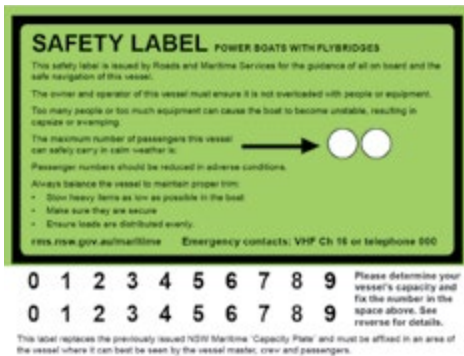 SAFETY LABEL POWER BOATS WITH FLYBRIDGES
This safety label is issued by Roads and Maritime Services for the guidance of all on board and the
safe navigation of this vessel.
The owner and operator of this vessel must ensure it is not overloaded with people or equipment.
Too many people or too much equipment can cause the boat to become unstable, resulting in
capsize or swamping.
The maximum number of passengers this vessel
can safely carry in calm weather is:
Passenger numbers should be reduced in adverse conditions.
Always balance the vessel to maintain proper trim:
• Stow heavy items as low as possible in the boat
• Make sure they are secure
• Ensure loads are distributed evenly.
rms.nsw.gov.au/maritime Emergency contacts: VHF Ch 16 or telephone 000
0 1 2 3 4 5 6 7 8 9
0 1 2 3 4 5 6 7 8 9
Please determine your
vessel's capacity and
fix the number in the
space above. See
reverse for details.
This label replaces the previously issued NSW Maritime 'Capacity Plate' and must be affixed in an area of
the vessel where it can best be seen by the vessel master, crew and passengers.